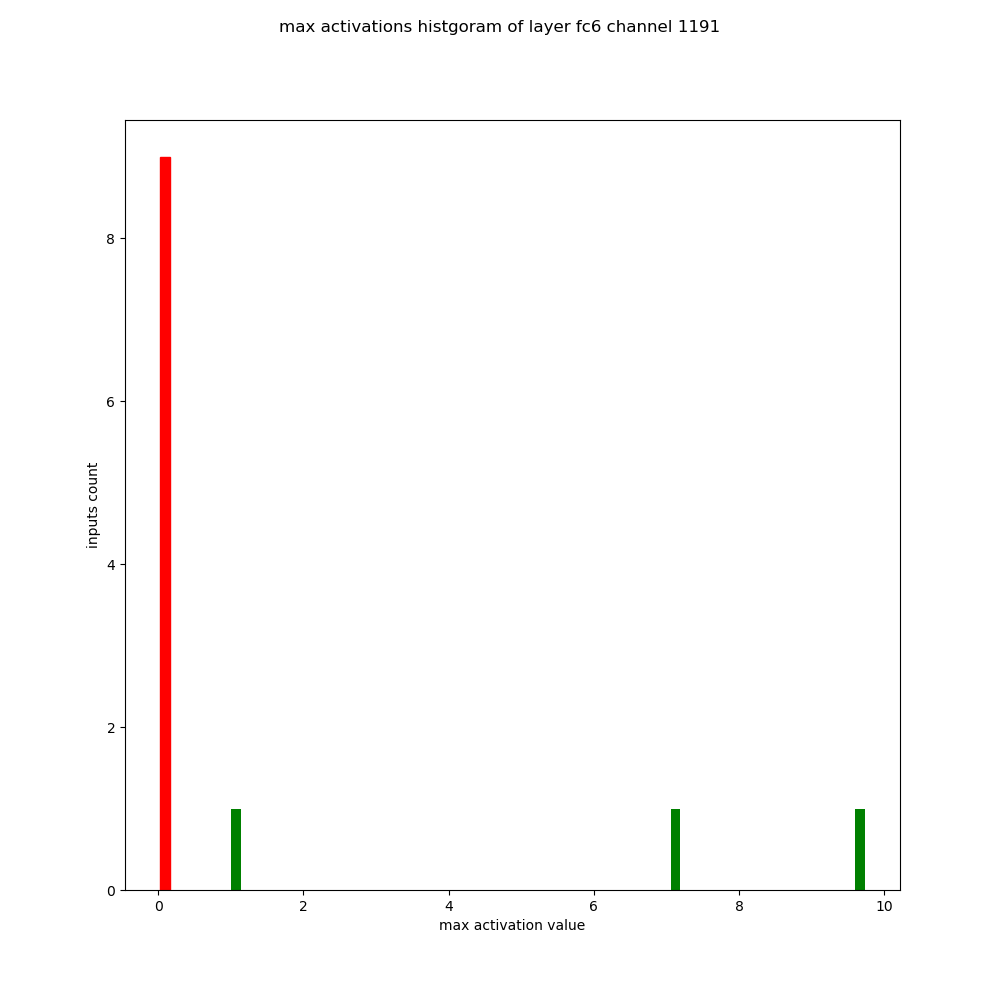 max activations histgoram of layer fc6 channel 1191
8
6
4
2
0
inputs count
0 2 4 6 8 10
max activation value